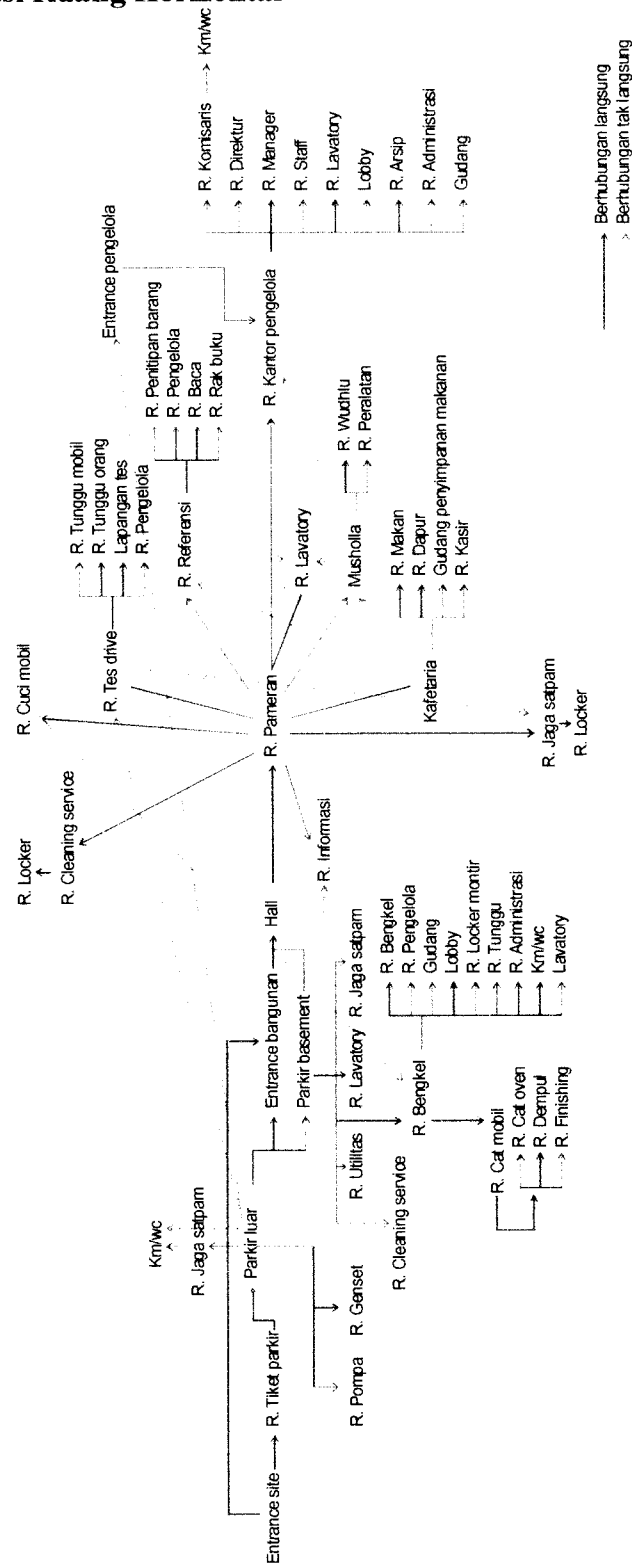 Ruang Horizontal
Entrance site
R. Tiket parkir
Parkir luar
Km/wc
R. Jaga satpam
R. Pompa
R. Genset
Entrance bangunan
Hall
Parkir basement
R. Utilitas
R. Lavatory
R. Jaga satpam
R. Cleaning service
R. Bengkel
R. Bengkel
R. Pengelola
Gudang
Lobby
R. Locker montir
R. Tunggu
R. Administrasi
Km/wc
Lavatory
R. Cat mobil
R. Cat oven
R. Dempul
R. Finishing
R. Informasi
R. Locker
R. Cleaning service
R. Pameran
R. Cuci mobil
R. Tes drive
R. Tunggu mobil
R. Tunggu orang
Lapangan tes
R. Pengelola
R. Referensi
R. Penitipan barang
R. Pengelola
R. Baca
R. Rak buku
R. Lavatory
Musholla
R. Wudhlu
R. Peralatan
Kafetaria
R. Makan
R. Dapur
Gudang penyimpanan makanan
R. Kasir
R. Jaga satpam
R. Locker
Entrance pengelola
R. Kantor pengelola
R. Komisaris
Km/wc
R. Direktur
R. Manager
R. Staff
R. Lavatory
Lobby
R. Arsip
R. Administrasi
Gudang
Berhubungan langsung
Berhubungan tak langsung